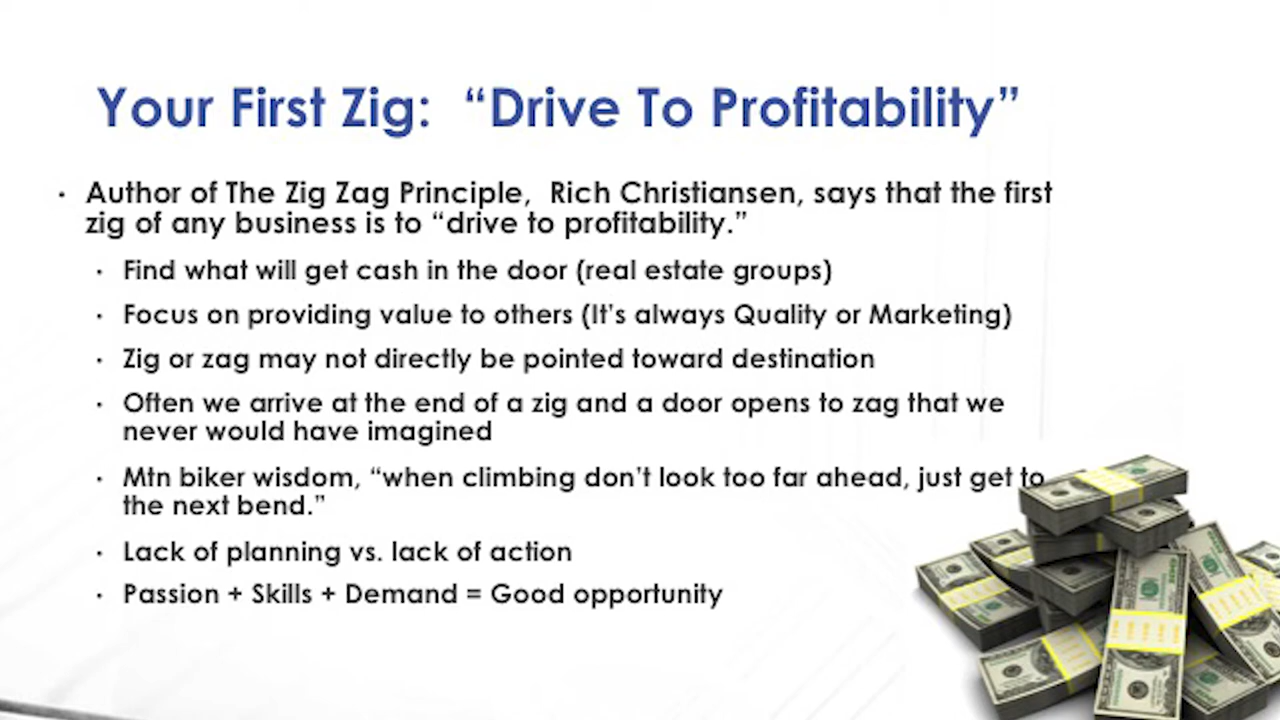 Your First Zig: “Drive To Profitability”
· Author of The Zig Zag Principle, Rich Christiansen, says that the first
zig of any business is to “drive to profitability.”
· Find what will get cash in the door (real estate groups)
· Focus on providing value to others (It’s always Quality or Marketing)
· Zig or zag may not directly be pointed toward destination
· Often we arrive at the end of a zig and a door opens to zag that we
never would have imagined
· Mtn biker wisdom, “when climbing don’t look too far ahead, just get to
the next bend.”
· Lack of planning vs. lack of action
· Passion + Skills + Demand = Good opportunity